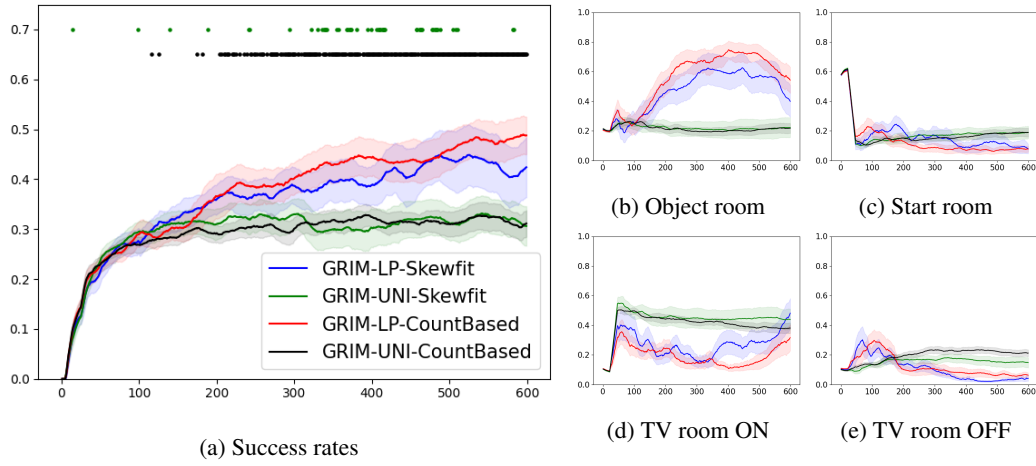 0.7
0.6
0.5
0.4
0.3
0.2
0.1
0.0
0 100 200 300 400 500 600
GRIM-LP-Skewfit
GRIM-UNI-Skewfit
GRIM-LP-CountBased
GRIM-UNI-CountBased
(a) Success rates
1.0
0.8
0.6
0.4
0.2
0.0
0 100 200 300 400 500 600
(b) Object room
1.0
0.8
0.6
0.4
0.2
0.0
0 100 200 300 400 500 600
(c) Start room
1.0
0.8
0.6
0.4
0.2
0.0
0 100 200 300 400 500 600
(d) TV room ON
1.0
0.8
0.6
0.4
0.2
0.0
0 100 200 300 400 500 600
(e) TV room OFF